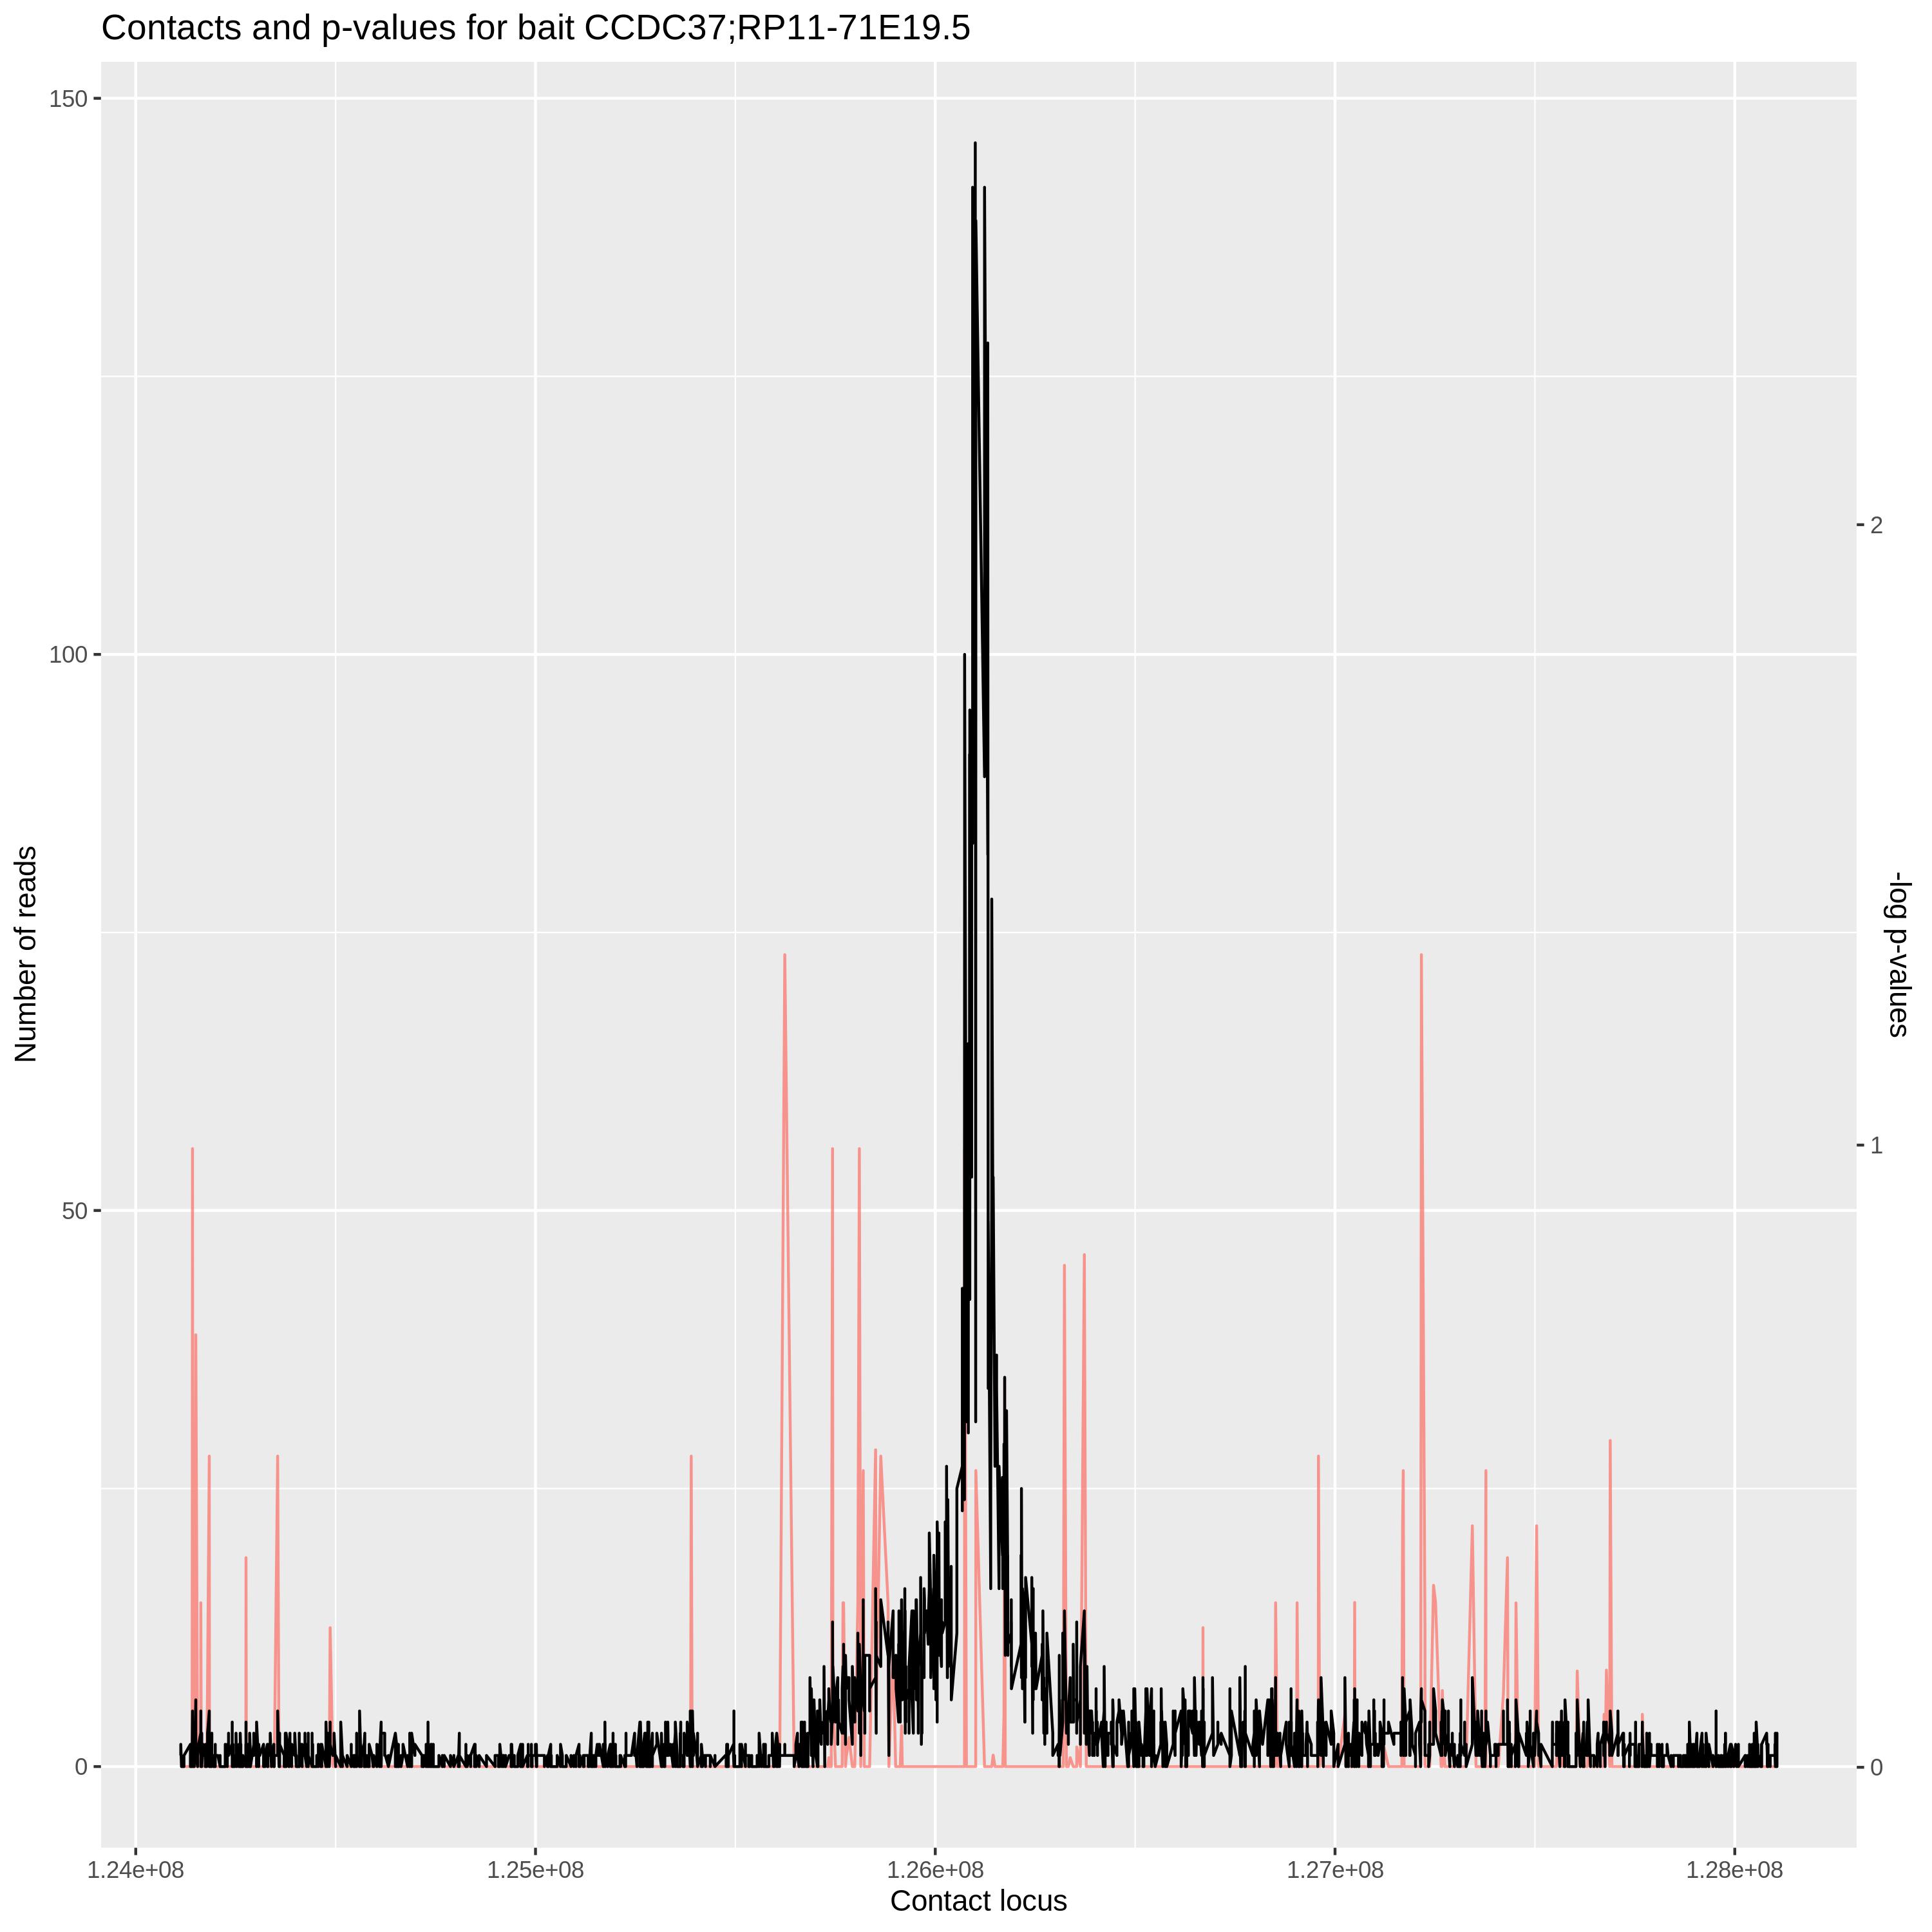 Contacts and p-values for bait CCDC37;RP11-71E19.5
150
100
50
0
Number of reads
2
1
0
-log p-values
1.24e+08
1.25e+08
1.26e+08
1.27e+08
1.28e+08
Contact locus